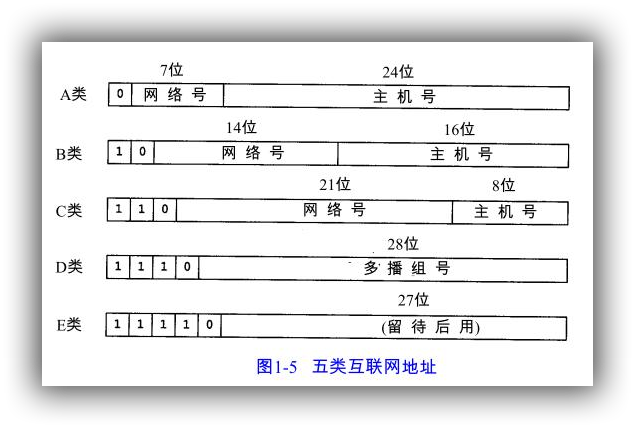 7位 24位
A类 0 网络号 主机号
14位 16位
B类 1 0 网络号 主机号
21位 8位
C类 1 1 0 网络号 主机号
28位
D类 1 1 1 0 多播组号
27位
E类 1 1 1 1 0 (留待后用)
图1-5 五类互联网地址